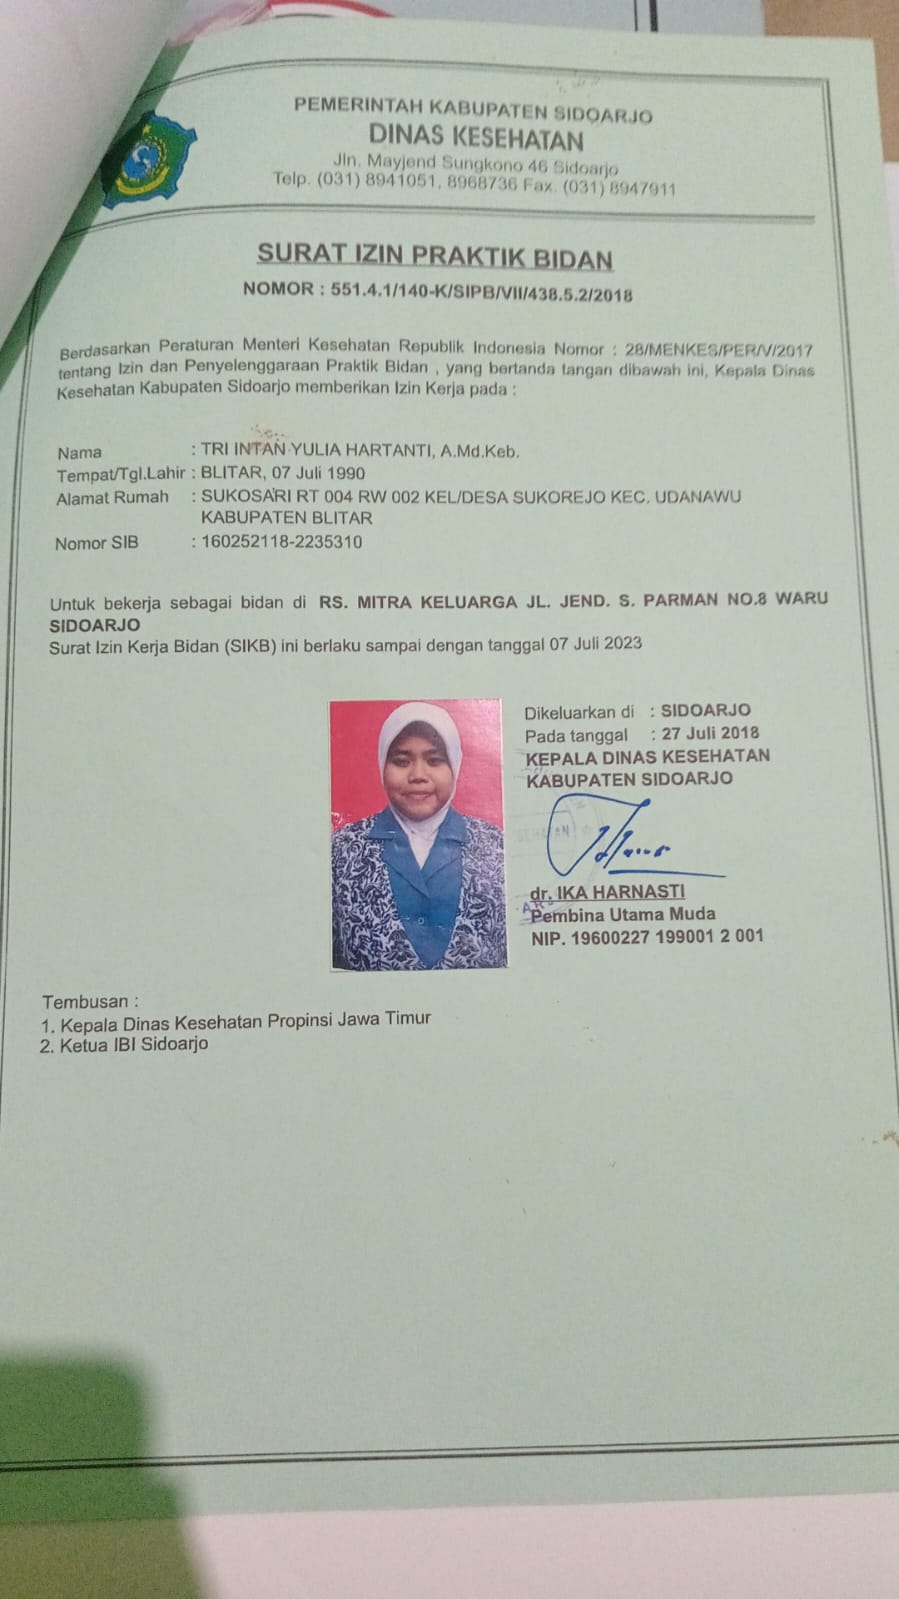 PEMERINTAH KABUPATEN SIDOARJO
DINAS KESEHATAN
Jln. Mayjend Sungkono 46 Sidoarjo
Telp. (031) 8941051, 8968736 Fax. (031) 8947911
SURAT IZIN PRAKTIK BIDAN
NOMOR : 551.4.1/140-K/SIPB/VII/438.5.2/2018
Berdasarkan Peraturan Menteri Kesehatan Republik Indonesia Nomor : 28/MENKES/PER/V/2017
tentang Izin dan Penyelenggaraan Praktik Bidan , yang bertanda tangan dibawah ini, Kepala Dinas
Kesehatan Kabupaten Sidoarjo memberikan Izin Kerja pada :
Nama : TRI INTAN YULIA HARTANTI, A.Md.Keb.
Tempat/Tgl.Lahir : BLITAR, 07 Juli 1990
Alamat Rumah : SUKOSARI RT 004 RW 002 KEL/DESA SUKOREJO KEC. UDANAWU
KABUPATEN BLITAR
Nomor SIB : 160252118-2235310
Untuk bekerja sebagai bidan di RS. MITRA KELUARGA JL. JEND. S. PARMAN NO.8 WARU
SIDOARJO
Surat Izin Kerja Bidan (SIKB) ini berlaku sampai dengan tanggal 07 Juli 2023
Dikeluarkan di : SIDOARJO
Pada tanggal : 27 Juli 2018
KEPALA DINAS KESEHATAN
KABUPATEN SIDOARJO
dr. IKA HARNASTI
Pembina Utama Muda
NIP. 19600227 199001 2 001
Tembusan :
1. Kepala Dinas Kesehatan Propinsi Jawa Timur
2. Ketua IBI Sidoarjo